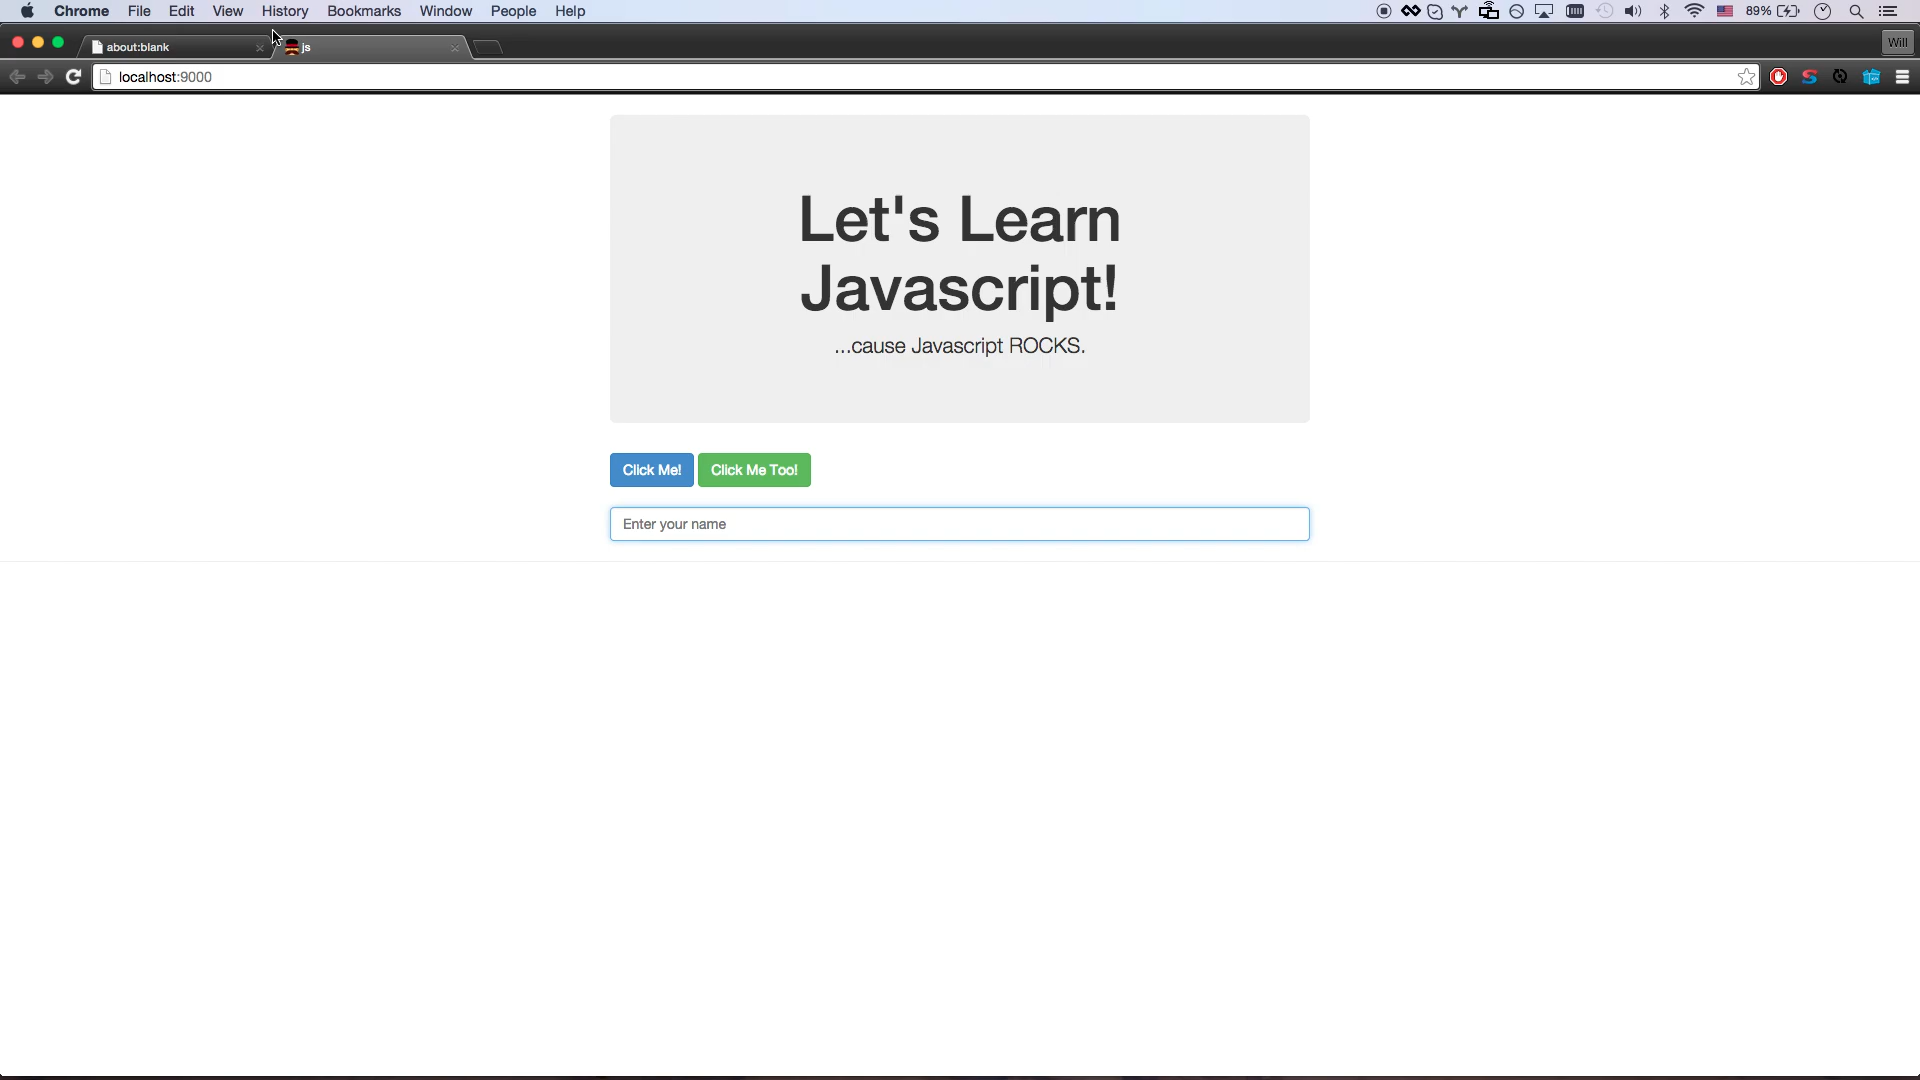 Chrome File Edit View History Bookmarks Window People Help 89%
about:blank js Will
localhost:9000
Let's Learn
Javascript!
...cause Javascript ROCKS.
Click Me! Click Me Too!
Enter your name